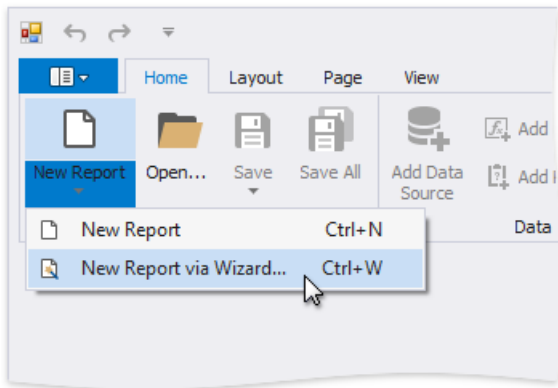 Home Layout Page View
New Report Open... Save Save All Add Data Source
Add
Add
New Report Ctrl+N
Data
New Report via Wizard... Ctrl+W